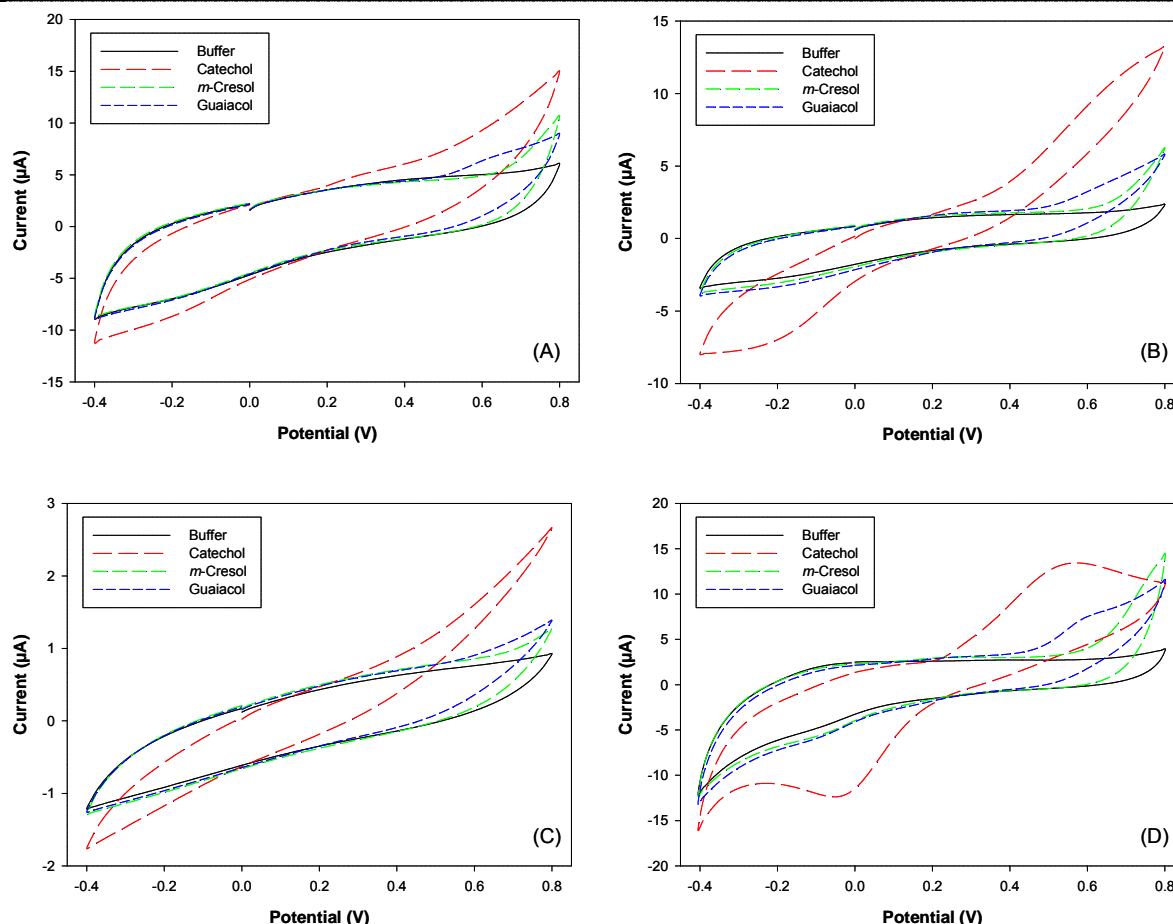 20
15
10
5
0
-5
-10
-15
Current (µA)
Buffer
Catechol
m-Cresol
Guaiacol
(A)
-0.4 -0.2 0.0 0.2 0.4 0.6 0.8
Potential (V)
15
10
5
0
-5
-10
Current (µA)
Buffer
Catechol
m-Cresol
Guaiacol
(B)
-0.4 -0.2 0.0 0.2 0.4 0.6 0.8
Potential (V)
3
2
1
0
-1
-2
Current (µA)
Buffer
Catechol
m-Cresol
Guaiacol
(C)
-0.4 -0.2 0.0 0.2 0.4 0.6 0.8
Potential (V)
20
15
10
5
0
-5
-10
-15
-20
Current (µA)
Buffer
Catechol
m-Cresol
Guaiacol
(D)
-0.4 -0.2 0.0 0.2 0.4 0.6 0.8
Potential (V)